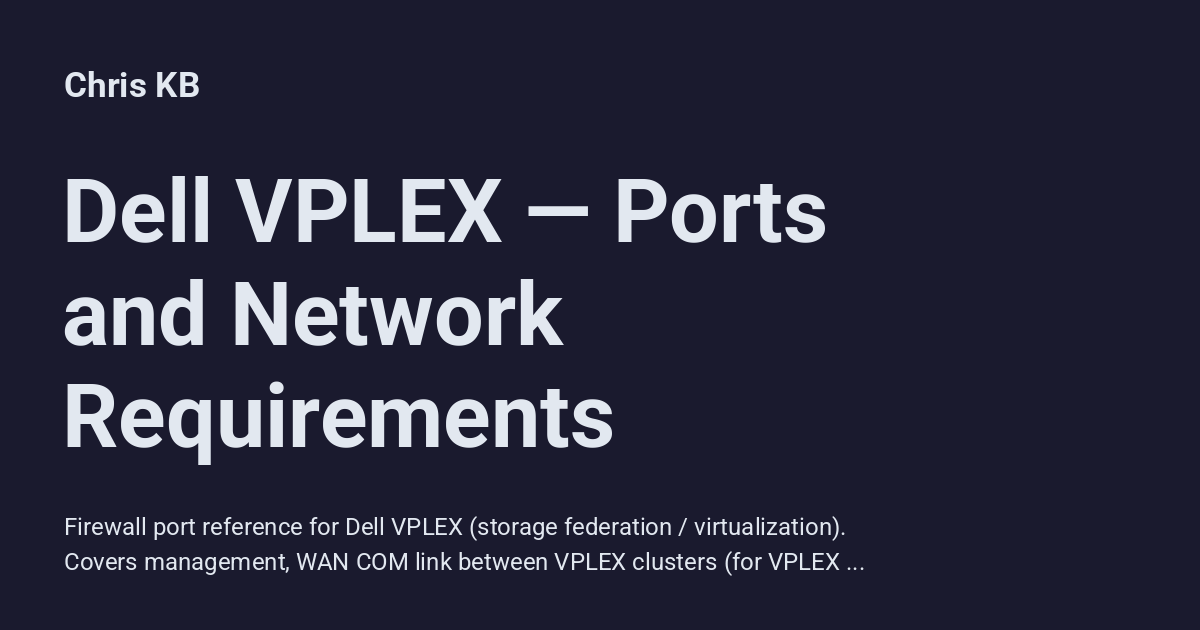 Chris KB
Dell VPLEX — Ports
and Network
Requirements
Firewall port reference for Dell VPLEX (storage federation / virtualization).
Covers management, WAN COM link between VPLEX clusters (for VPLEX ...